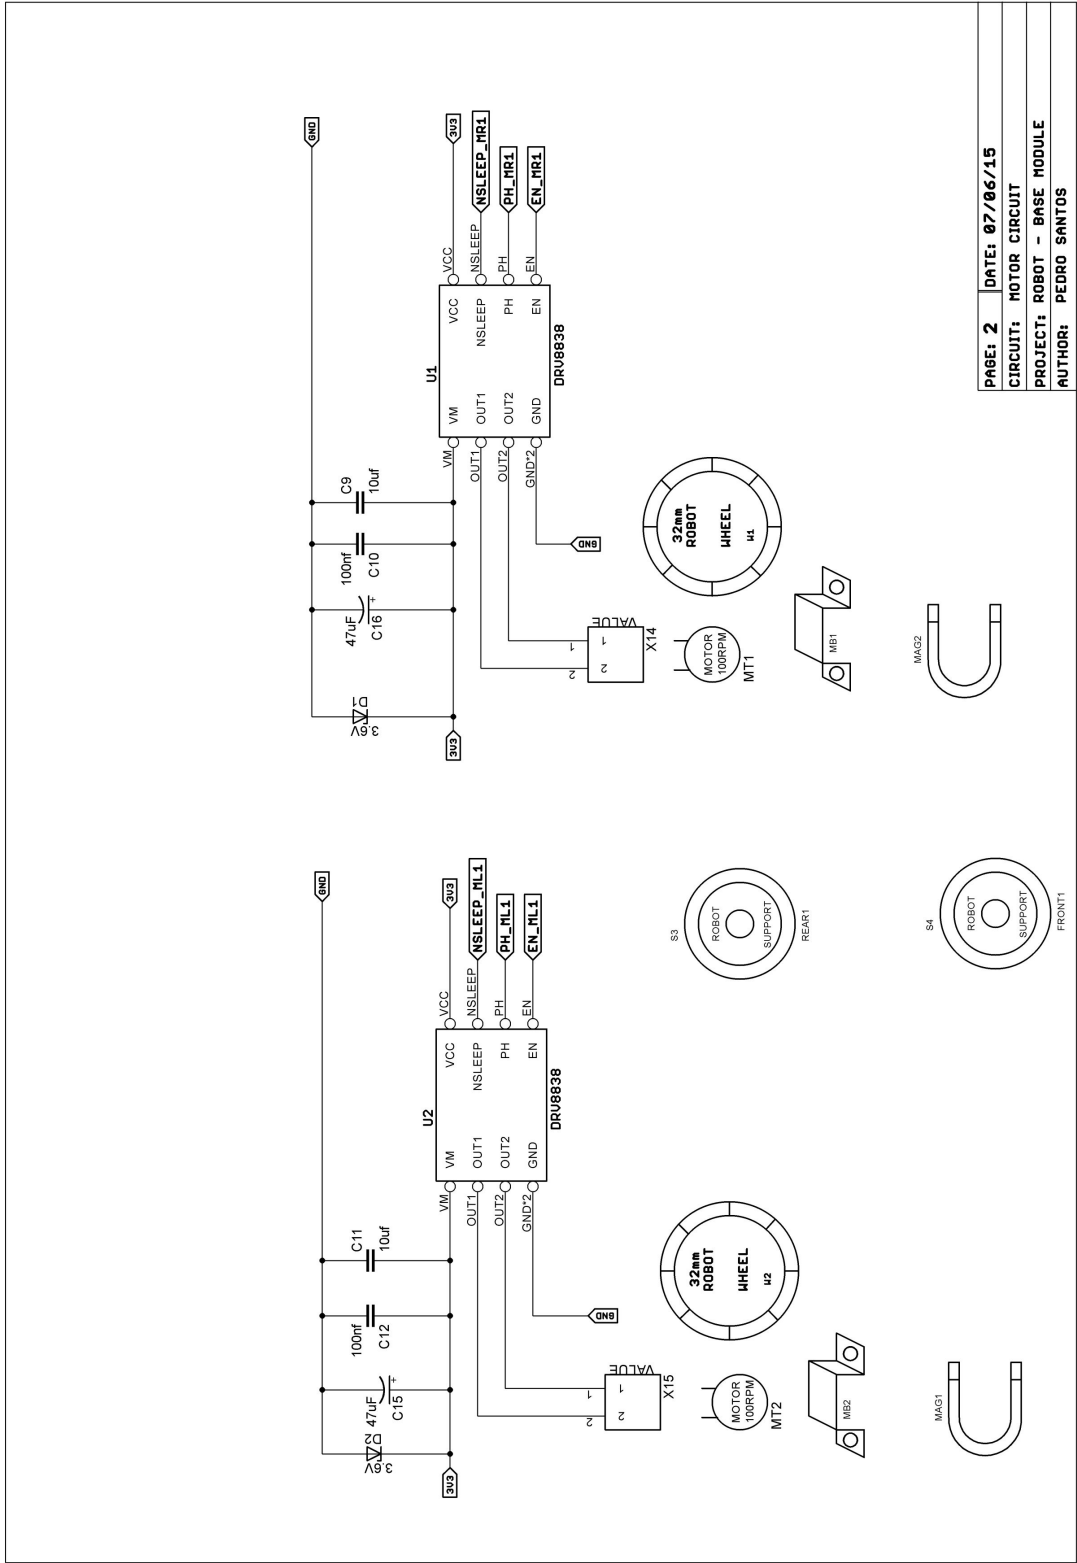 GND
3V3
NSLEEP_ML1
PH_ML1
EN_ML1
VCC
NSLEEP
PH
EN
U2
VM VCC
OUT1 NSLEEP
OUT2 PH
GND EN
DRV8838
VM
OUT1
OUT2
GND*2
C11
10uf
100nf
C12
47uF
+
C15
D2
3.6V
3V3
GND
1
2
1
2
VALUE
X15
32mm
ROBOT
WHEEL
W2
MOTOR
100RPM
MT2
MB2
MAG1
S3
ROBOT
SUPPORT
REAR1
S4
ROBOT
SUPPORT
FRONT1
GND
3V3
NSLEEP_MR1
PH_MR1
EN_MR1
VCC
NSLEEP
PH
EN
U1
VM VCC
OUT1 NSLEEP
OUT2 PH
GND EN
DRV8838
VM
OUT1
OUT2
GND*2
C9
10uf
100nf
C10
47uF
+
C16
D1
3.6V
3V3
GND
1
2
1
2
VALUE
X14
32mm
ROBOT
WHEEL
W1
MOTOR
100RPM
MT1
MB1
MAG2
PAGE: 2 DATE: 07/06/15
CIRCUIT: MOTOR CIRCUIT
PROJECT: ROBOT - BASE MODULE
AUTHOR: PEDRO SANTOS